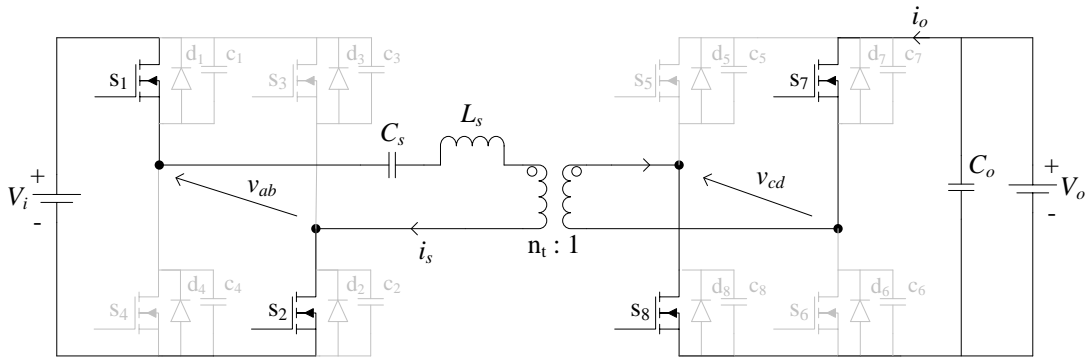 i_o
d_1 c_1 d_3 c_3 d_5 c_5 d_7 c_7
s_1 s_3 s_5 s_7
C_s L_s
V_i + - v_ab v_cd C_o + - V_o
i_s n_t : 1
d_4 c_4 d_2 c_2 d_8 c_8 d_6 c_6
s_4 s_2 s_8 s_6